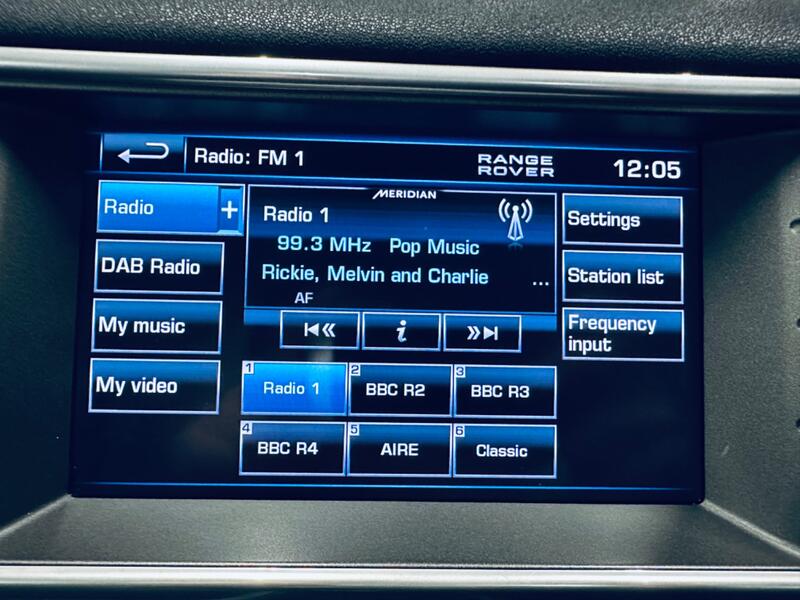 Radio: FM 1
RANGE
ROVER
12:05
Radio +
DAB Radio
My music
My video
MERIDIAN
Radio 1
99.3 MHz Pop Music
Rickie, Melvin and Charlie ...
AF
i
Settings
Station list
Frequency
input
1 Radio 1
2 BBC R2
3 BBC R3
4 BBC R4
5 AIRE
6 Classic